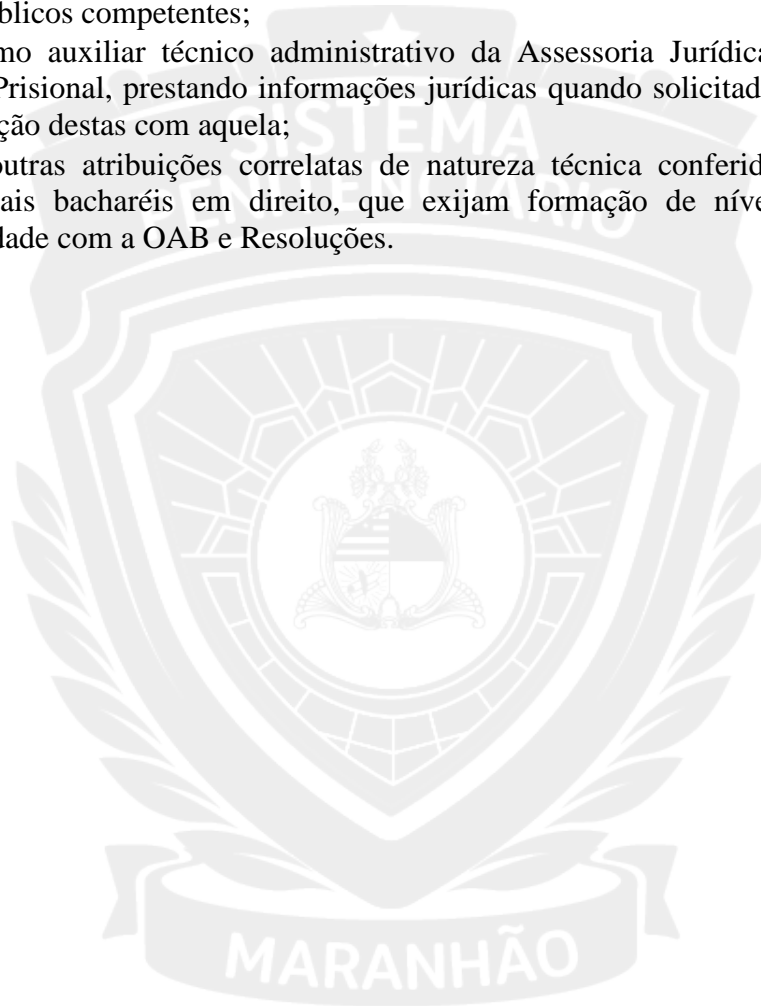 blicos competentes;
mo auxiliar técnico administrativo da Assessoria Jurídica
Prisional, prestando informações jurídicas quando solicitad
ção destas com aquela;
outras atribuições correlatas de natureza técnica conferid
ais bacharéis em direito, que exijam formação de níve
dade com a OAB e Resoluções.
SISTEMA
PENITENCIÁRIO
MARANHÃO